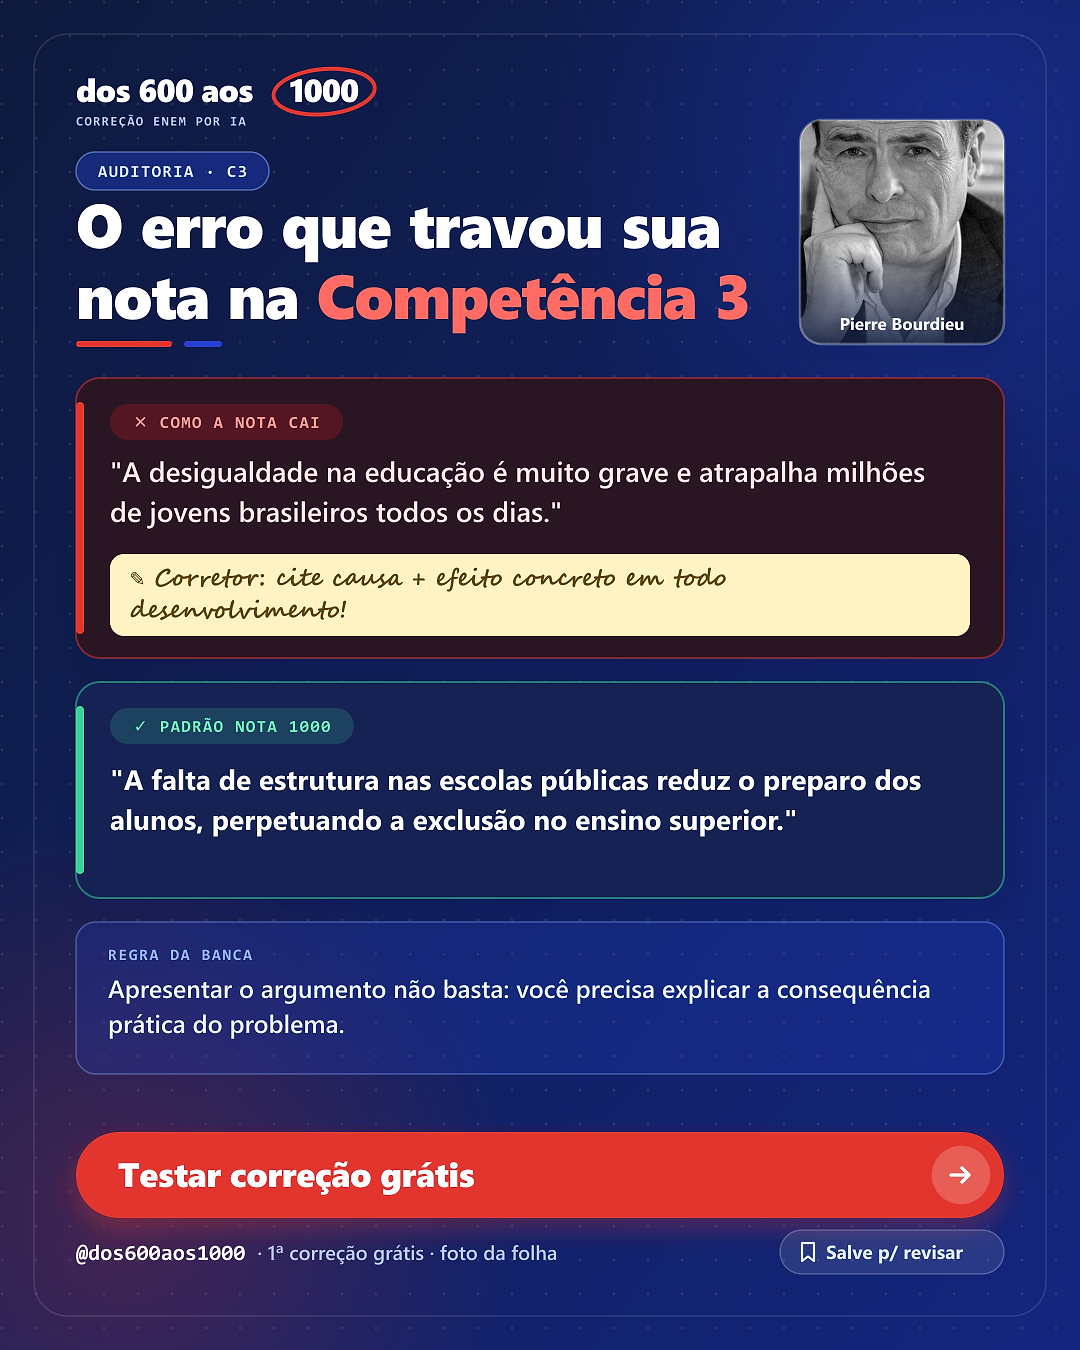 dos 600 aos 1000
CORREÇÃO ENEM POR IA
AUDITORIA · C3
O erro que travou sua
nota na Competência 3
Pierre Bourdieu
✕ COMO A NOTA CAI
"A desigualdade na educação é muito grave e atrapalha milhões
de jovens brasileiros todos os dias."
✎ Corretor: cite causa + efeito concreto em todo
desenvolvimento!
✓ PADRÃO NOTA 1000
"A falta de estrutura nas escolas públicas reduz o preparo dos
alunos, perpetuando a exclusão no ensino superior."
REGRA DA BANCA
Apresentar o argumento não basta: você precisa explicar a consequência
prática do problema.
Testar correção grátis →
@dos600aos1000 · 1ª correção grátis · foto da folha
Salve p/ revisar